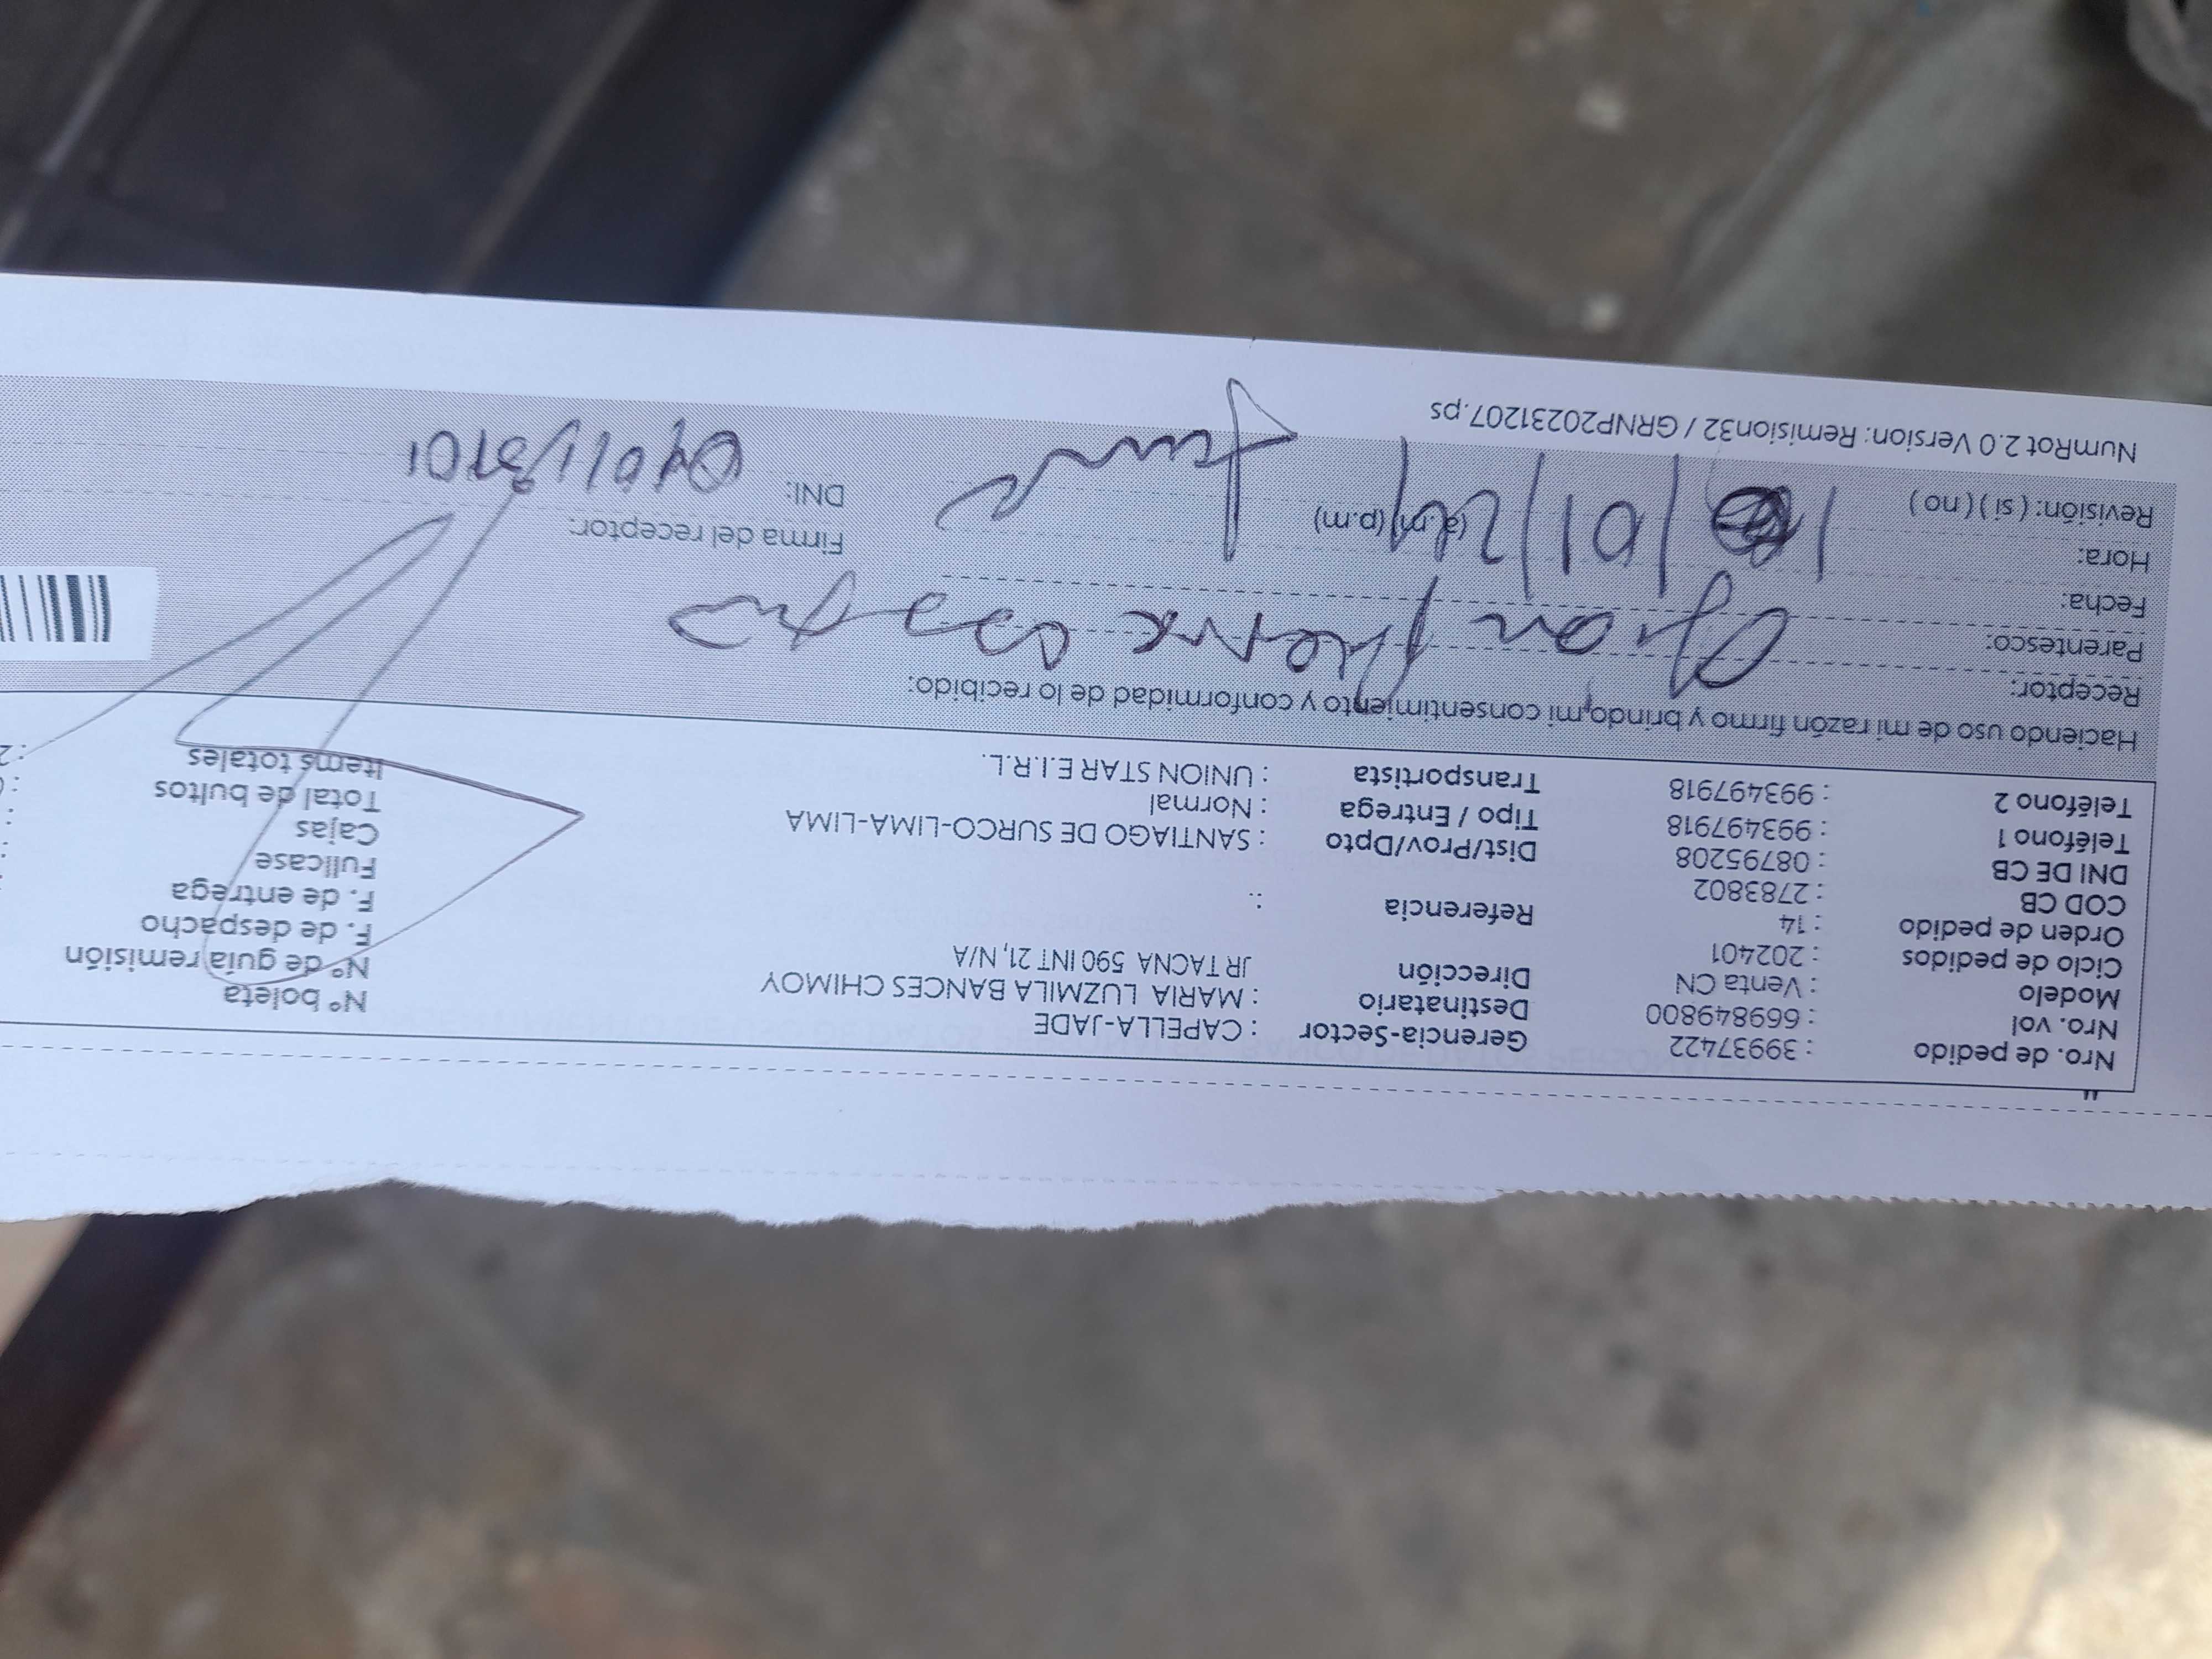 Nro. de pedido : 39937422 Gerencia-Sector : CAPELLA-JADE Nº boleta
Nro. vol : 669849800 Destinatario : MARIA LUZMILA BANCES CHIMOY Nº de guía remisión
Modelo : Venta CN Dirección JR TACNA 590 INT 21, N/A F. de despacho
Ciclo de pedidos : 202401 F. de entrega
Orden de pedido : 14 Referencia : . Fullcase
COD CB : 2783802 Cajas
DNI DE CB : 08795208 Dist/Prov/Dpto : SANTIAGO DE SURCO-LIMA-LIMA Total de bultos
Teléfono 1 : 993497918 Tipo / Entrega : Normal Items totales
Teléfono 2 : 993497918 Transportista : UNION STAR E.I.R.L.
Haciendo uso de mi razón firmo y brindo, mi consentimiento y conformidad de lo recibido:
Receptor:
Parentesco:
Fecha: Firma del receptor:
Hora: (a.m) (p.m) DNI:
Revisión: ( si ) ( no )
NumRot 2.0 Version: Remision32 / GRNP20231207.ps